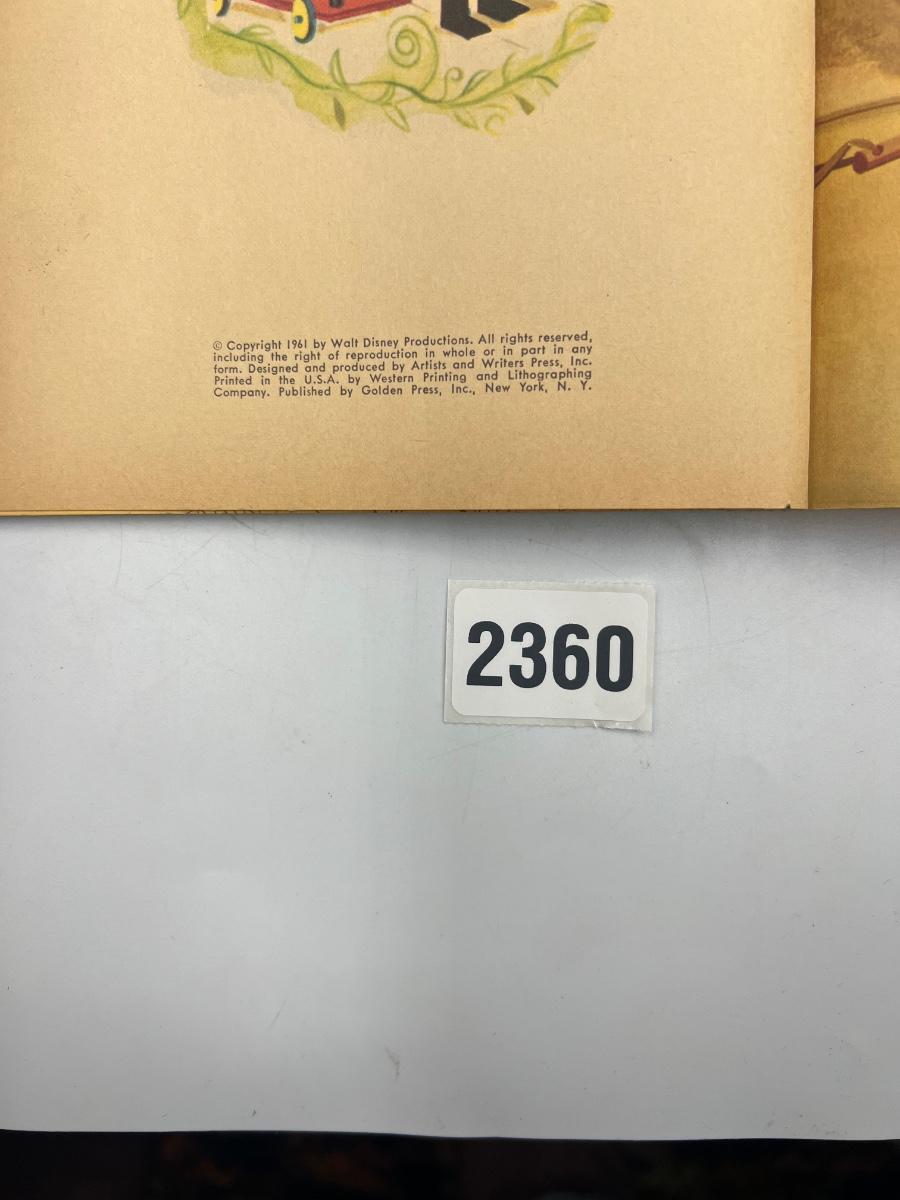 © Copyright 1961 by Walt Disney Productions. All rights reserved,
including the right of reproduction in whole or in part in any
form. Designed and produced by Artists and Writers Press, Inc.
Printed in the U.S.A. by Western Printing and Lithographing
Company. Published by Golden Press, Inc., New York, N. Y.
2360